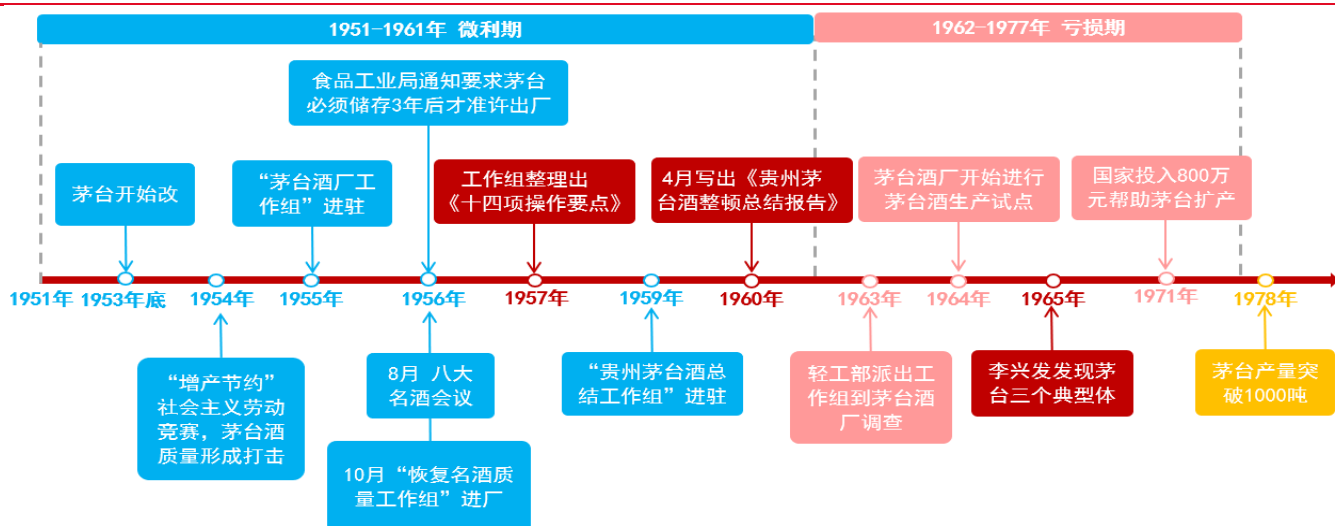 1951-1961年 微利期
1962-1977年 亏损期
食品工业局通知要求茅台
必须储存3年后才准许出厂
茅台开始改
“茅台酒厂工
作组”进驻
工作组整理出
《十四项操作要点》
4月写出《贵州茅
台酒整顿总结报告》
茅台酒厂开始进行
茅台酒生产试点
国家投入800万
元帮助茅台扩产
1951年
1953年底
1954年
1955年
1956年
1957年
1959年
1960年
1963年
1964年
1965年
1971年
1978年
“增产节约”
社会主义劳动
竞赛，茅台酒
质量形成打击
8月 八大
名酒会议
10月“恢复名酒质
量工作组”进厂
“贵州茅台酒总
结工作组”进驻
轻工部派出工
作组到茅台酒
厂调查
李兴发发现茅
台三个典型体
茅台产量突
破1000吨